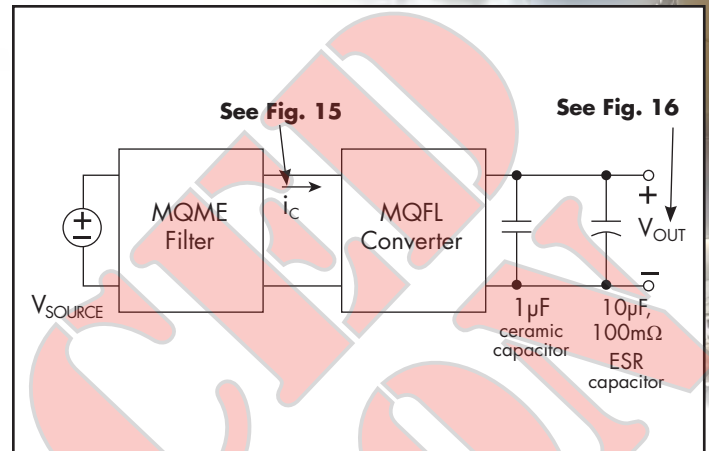 See Fig. 15
See Fig. 16
MQME
Filter
i_C
MQFL
Converter
+
−
+
V_OUT
−
V_SOURCE
1µF
ceramic
capacitor
10µF,
100mΩ
ESR
capacitor